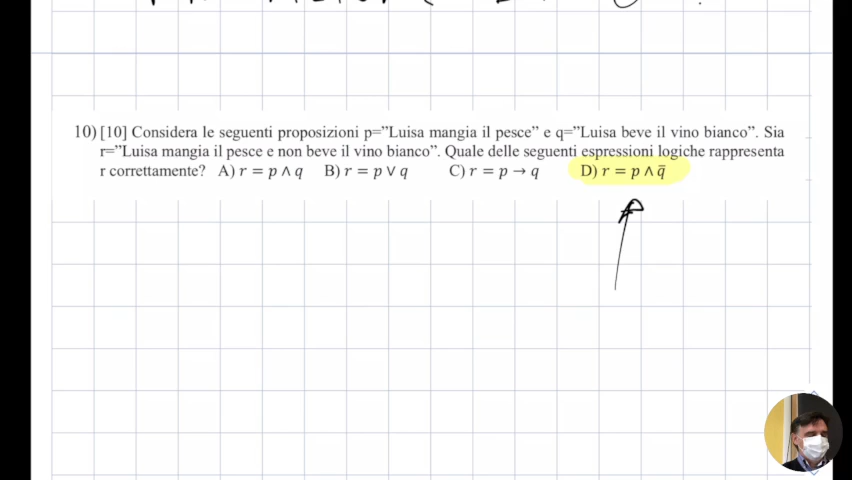 10) [10] Considera le seguenti proposizioni p=”Luisa mangia il pesce” e q=”Luisa beve il vino bianco”. Sia
r=”Luisa mangia il pesce e non beve il vino bianco”. Quale delle seguenti espressioni logiche rappresenta
r correttamente? A) r = p ∧ q B) r = p ∨ q C) r = p → q D) r = p ∧ q̄